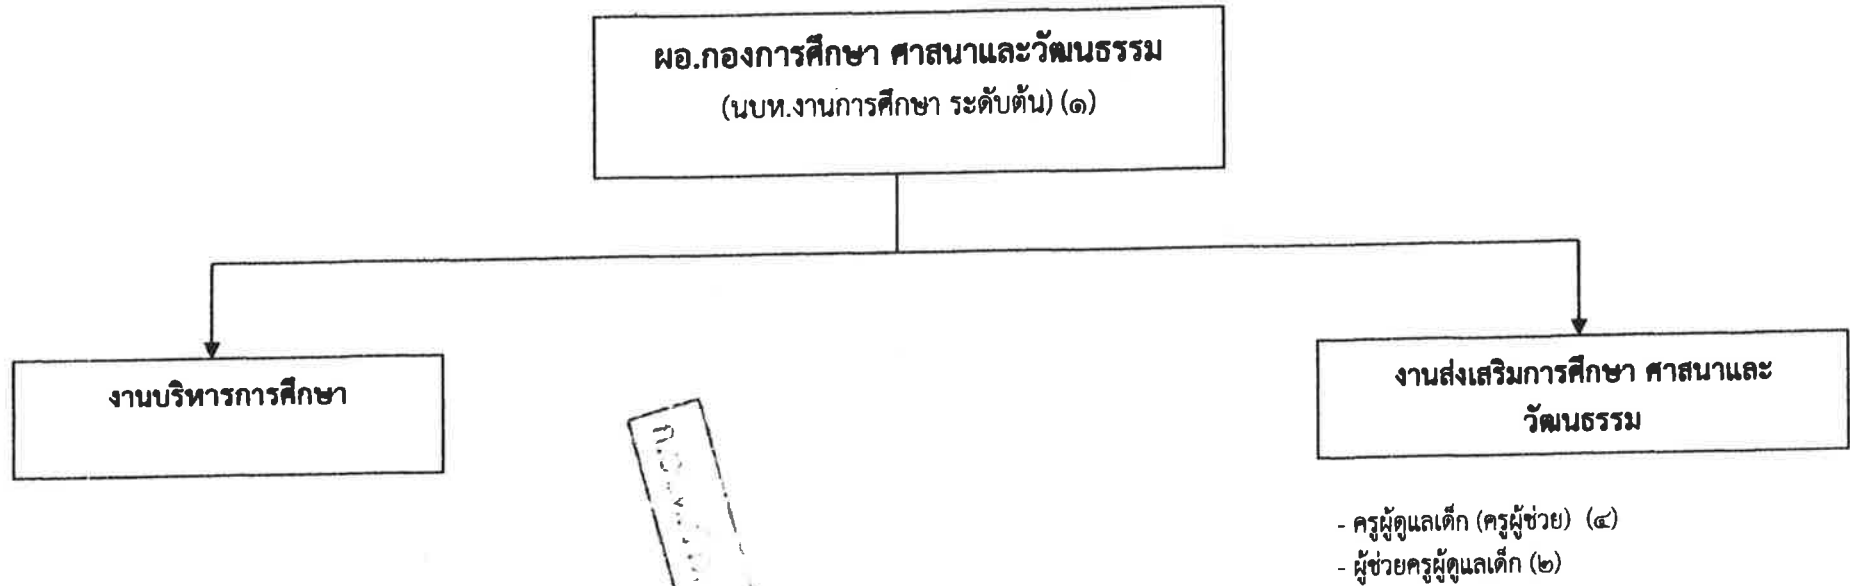 ผอ.กองการศึกษา ศาสนาและวัฒนธรรม
(นบห.งานการศึกษา ระดับต้น) (๑)
งานบริหารการศึกษา
งานส่งเสริมการศึกษา ศาสนาและ
วัฒนธรรม
- ครูผู้ดูแลเด็ก (ครูผู้ช่วย) (๔)
- ผู้ช่วยครูผู้ดูแลเด็ก (๒)